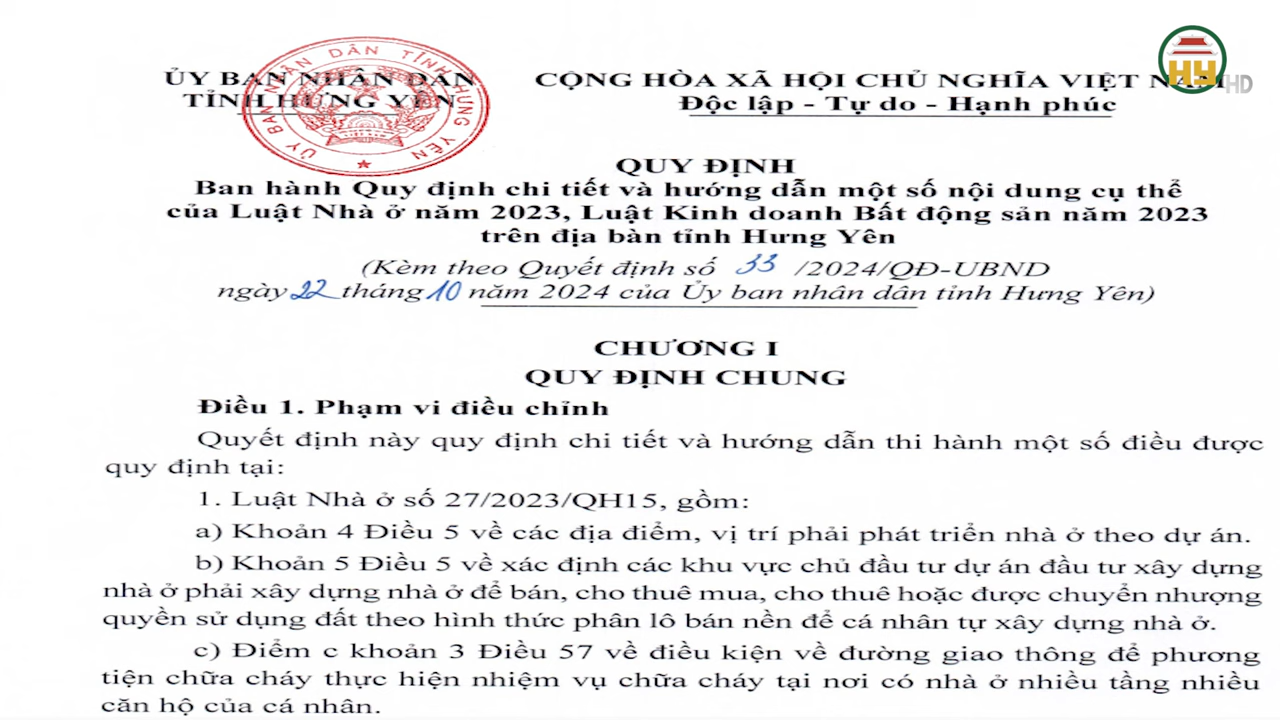 ỦY BAN NHÂN DÂN
TỈNH HƯNG YÊN
ỦY BAN NHÂN DÂN TỈNH HƯNG YÊN
CỘNG HÒA XÃ HỘI CHỦ NGHĨA VIỆT NAM
Độc lập - Tự do - Hạnh phúc
HY HD
QUY ĐỊNH
Ban hành Quy định chi tiết và hướng dẫn một số nội dung cụ thể
của Luật Nhà ở năm 2023, Luật Kinh doanh Bất động sản năm 2023
trên địa bàn tỉnh Hưng Yên
(Kèm theo Quyết định số 33 /2024/QĐ-UBND
ngày 22 tháng 10 năm 2024 của Ủy ban nhân dân tỉnh Hưng Yên)
CHƯƠNG I
QUY ĐỊNH CHUNG
Điều 1. Phạm vi điều chỉnh
Quyết định này quy định chi tiết và hướng dẫn thi hành một số điều được
quy định tại:
1. Luật Nhà ở số 27/2023/QH15, gồm:
a) Khoản 4 Điều 5 về các địa điểm, vị trí phải phát triển nhà ở theo dự án.
b) Khoản 5 Điều 5 về xác định các khu vực chủ đầu tư dự án đầu tư xây dựng
nhà ở phải xây dựng nhà ở để bán, cho thuê mua, cho thuê hoặc được chuyển nhượng
quyền sử dụng đất theo hình thức phân lô bán nền để cá nhân tự xây dựng nhà ở.
c) Điểm c khoản 3 Điều 57 về điều kiện về đường giao thông để phương
tiện chữa cháy thực hiện nhiệm vụ chữa cháy tại nơi có nhà ở nhiều tầng nhiều
căn hộ của cá nhân.